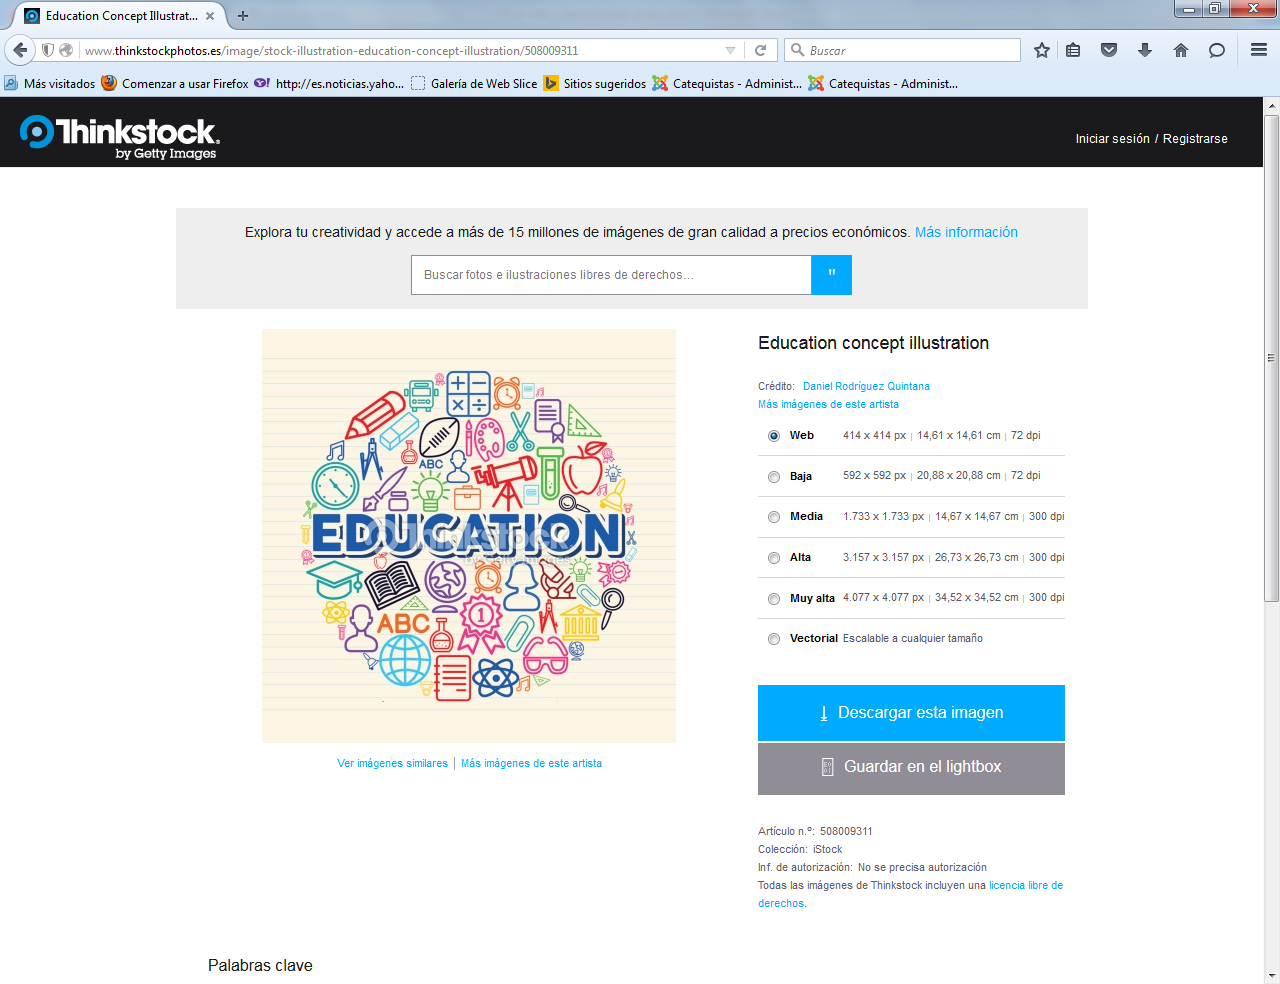 Education Concept Illustrat...
www.thinkstockphotos.es/image/stock-illustration-education-concept-illustration/508009311
Buscar
Más visitados
Comenzar a usar Firefox
http://es.noticias.yaho...
Galería de Web Slice
Sitios sugeridos
Catequistas - Administ...
Catequistas - Administ...
Thinkstock
by Getty Images
Iniciar sesión / Registrarse
Explora tu creatividad y accede a más de 15 millones de imágenes de gran calidad a precios económicos. Más información
Buscar fotos e ilustraciones libres de derechos...
"
ABC
EDUCATION
Thinkstock
by Getty Images
1
ABC
Ver imágenes similares | Más imágenes de este artista
Education concept illustration
Crédito: Daniel Rodríguez Quintana
Más imágenes de este artista
Web 414 x 414 px | 14,61 x 14,61 cm | 72 dpi
Baja 592 x 592 px | 20,88 x 20,88 cm | 72 dpi
Media 1.733 x 1.733 px | 14,67 x 14,67 cm | 300 dpi
Alta 3.157 x 3.157 px | 26,73 x 26,73 cm | 300 dpi
Muy alta 4.077 x 4.077 px | 34,52 x 34,52 cm | 300 dpi
Vectorial Escalable a cualquier tamaño
Descargar esta imagen
Guardar en el lightbox
Artículo n.º: 508009311
Colección: iStock
Inf. de autorización: No se precisa autorización
Todas las imágenes de Thinkstock incluyen una licencia libre de
derechos.
Palabras clave